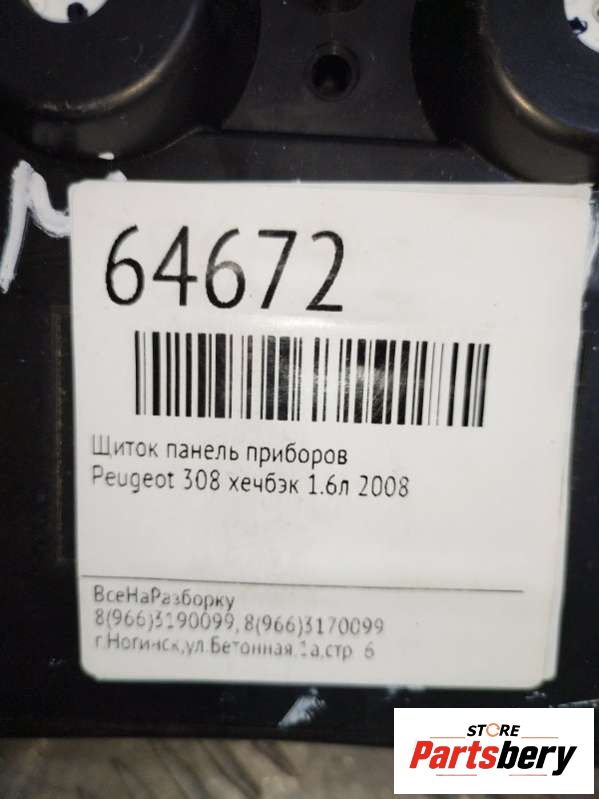 64672
Щиток панель приборов
Peugeot 308 хечбэк 1.6л 2008
ВсеНаРазборку
8(966)3190099, 8(966)3170099
г.Ногинск,ул.Бетонная,1а,стр 6
STORE
Partsbery